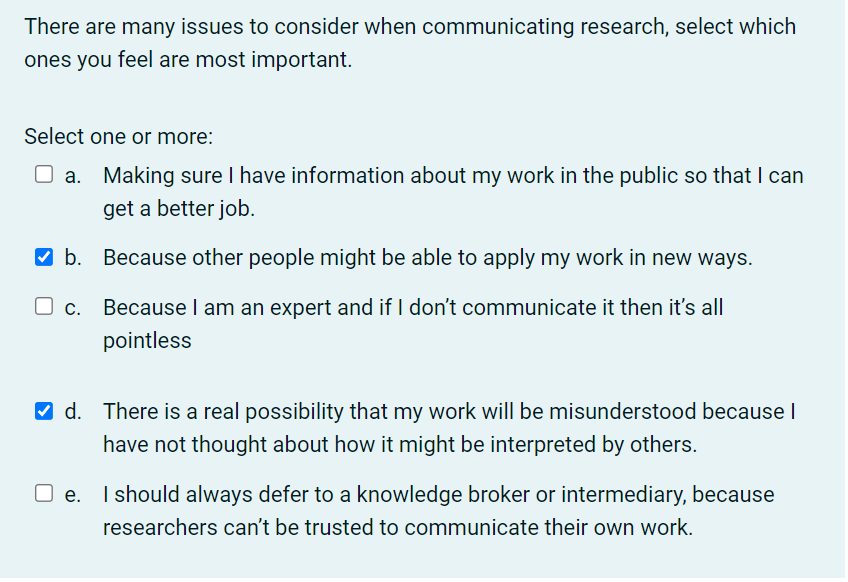 There are many issues to consider when communicating research, select which
ones you feel are most important.
Select one or more:
a. Making sure I have information about my work in the public so that I can
get a better job.
b. Because other people might be able to apply my work in new ways.
c. Because I am an expert and if I don’t communicate it then it’s all
pointless
d. There is a real possibility that my work will be misunderstood because I
have not thought about how it might be interpreted by others.
e. I should always defer to a knowledge broker or intermediary, because
researchers can’t be trusted to communicate their own work.